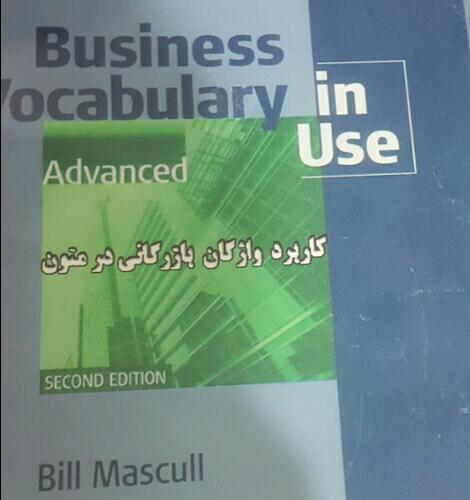 Business
Vocabulary
in
Use
Advanced
کاربرد واژگان بازرگانی در متون
SECOND EDITION
Bill Mascull